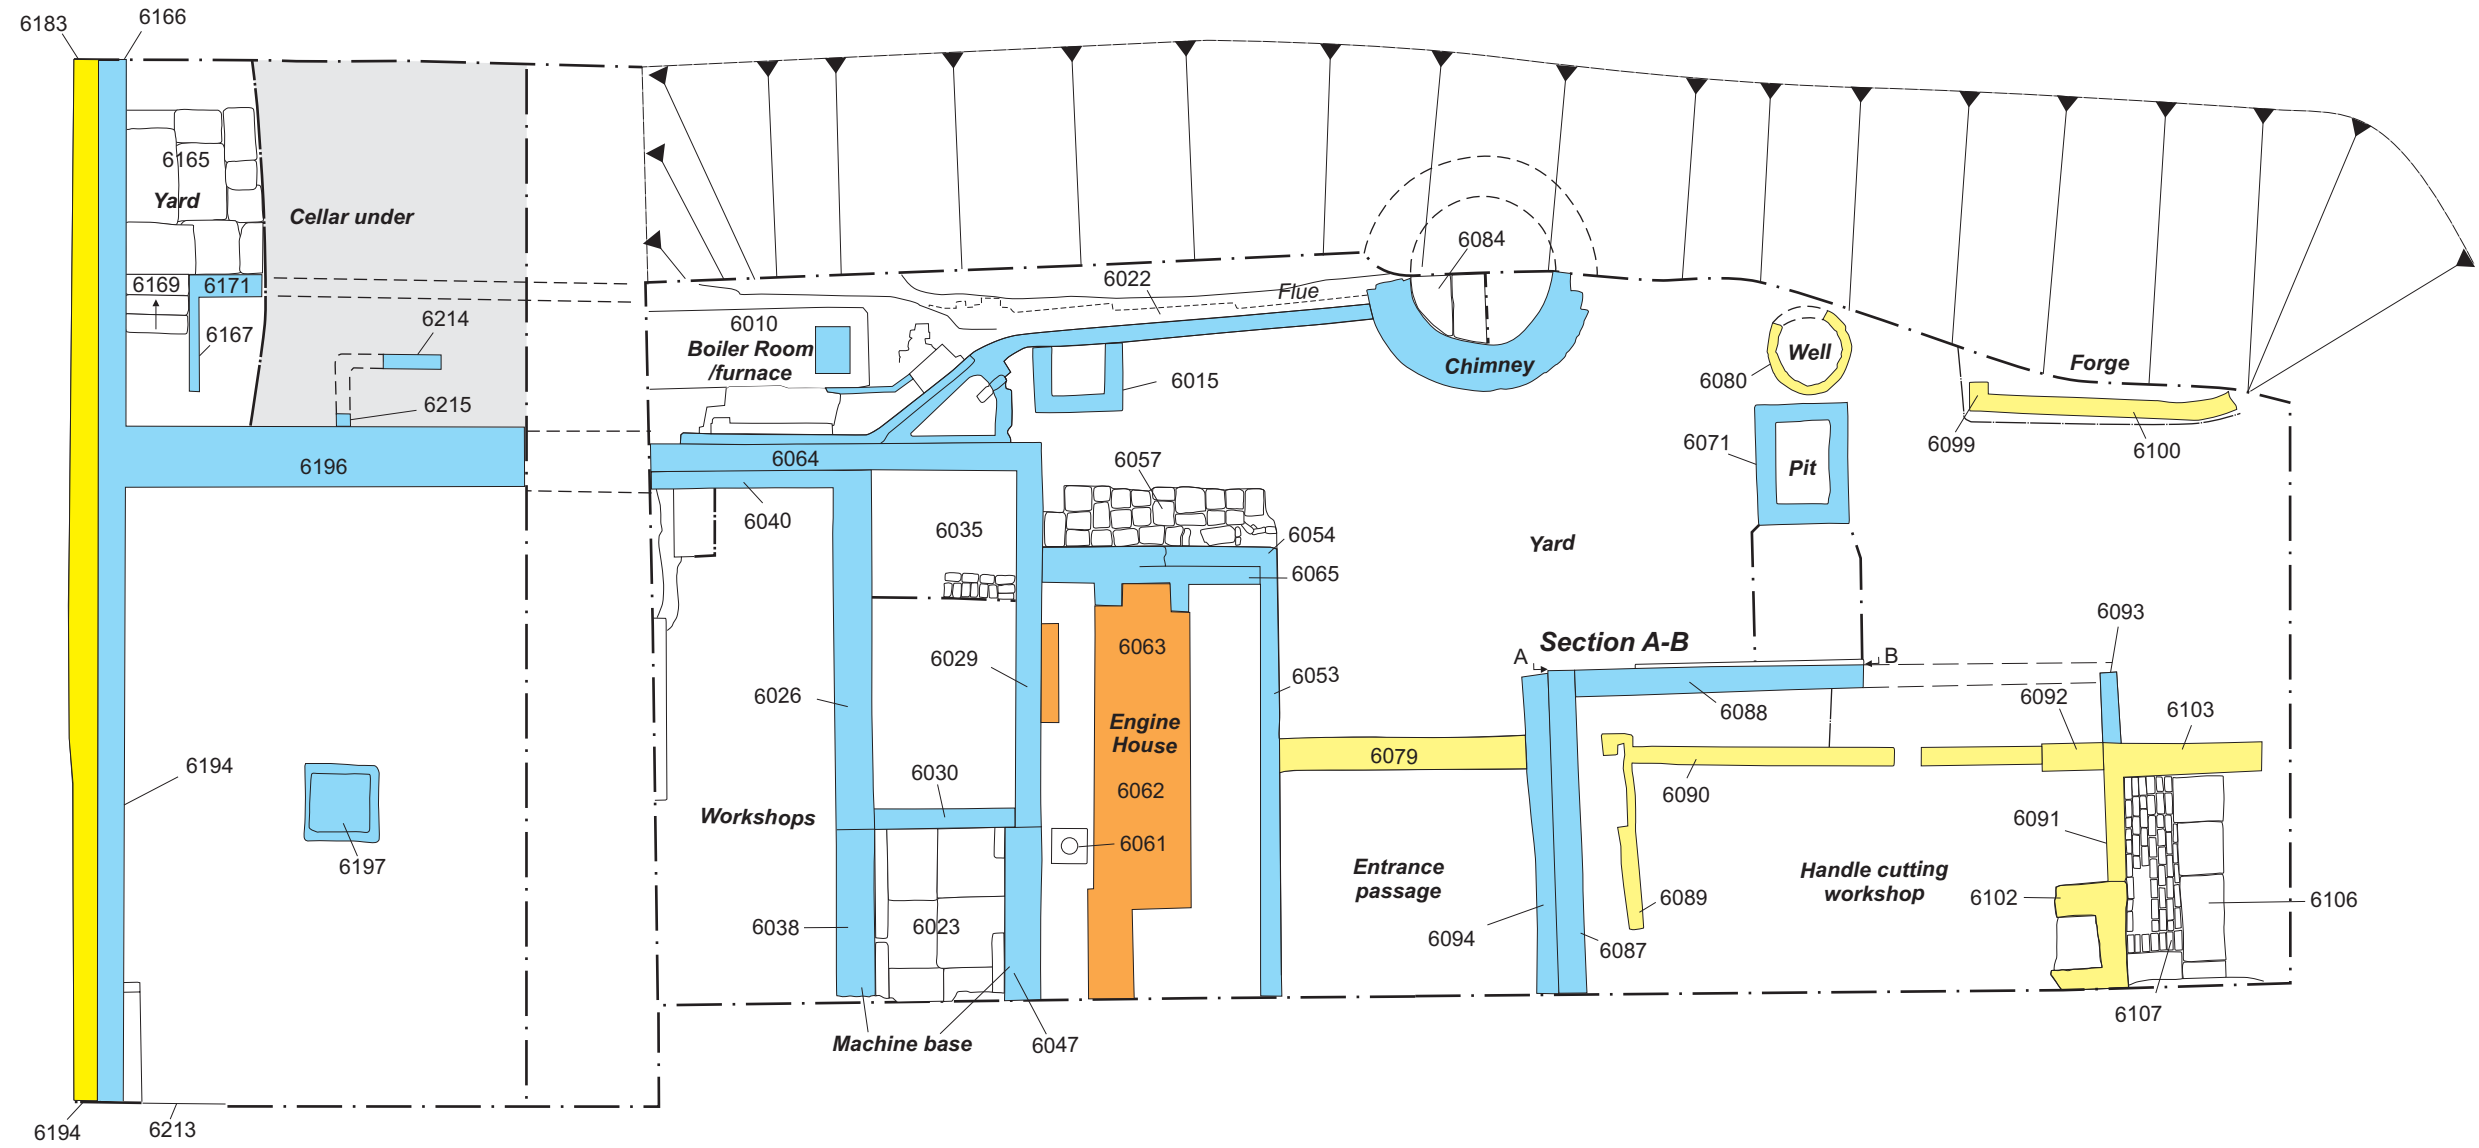 6183
6166
6165
Yard
Cellar under
6169
6171
6167
6214
6215
6196
6194
6197
6194
6213
6022
Flue
6084
6010
Boiler Room
/furnace
6015
Chimney
Well
6080
Forge
6099
6100
6071
Pit
6064
6040
6035
6057
6054
6065
Yard
6029
6026
6063
6053
Engine
House
6062
6030
Workshops
6061
6038
6023
Machine base
6047
6079
Entrance
passage
Section A-B
A
B
6088
6093
6092
6103
6090
6091
Handle cutting
workshop
6089
6094
6087
6102
6106
6107